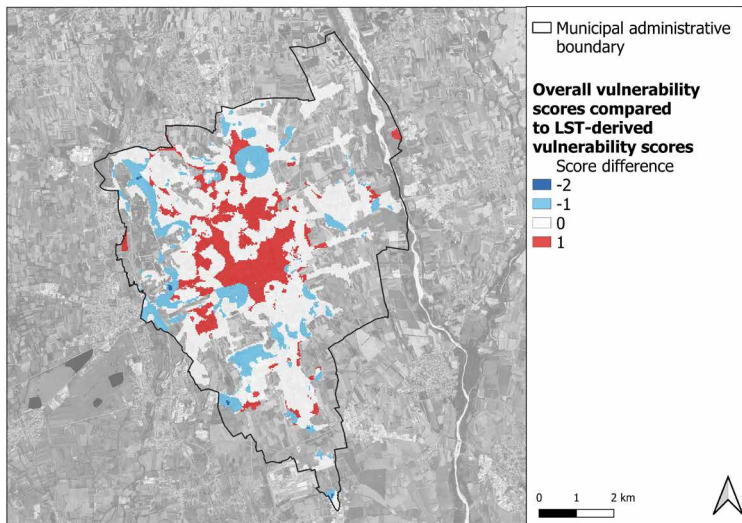 Municipal administrative
boundary
Overall vulnerability
scores compared
to LST-derived
vulnerability scores
Score difference
-2
-1
0
1
0 1 2 km